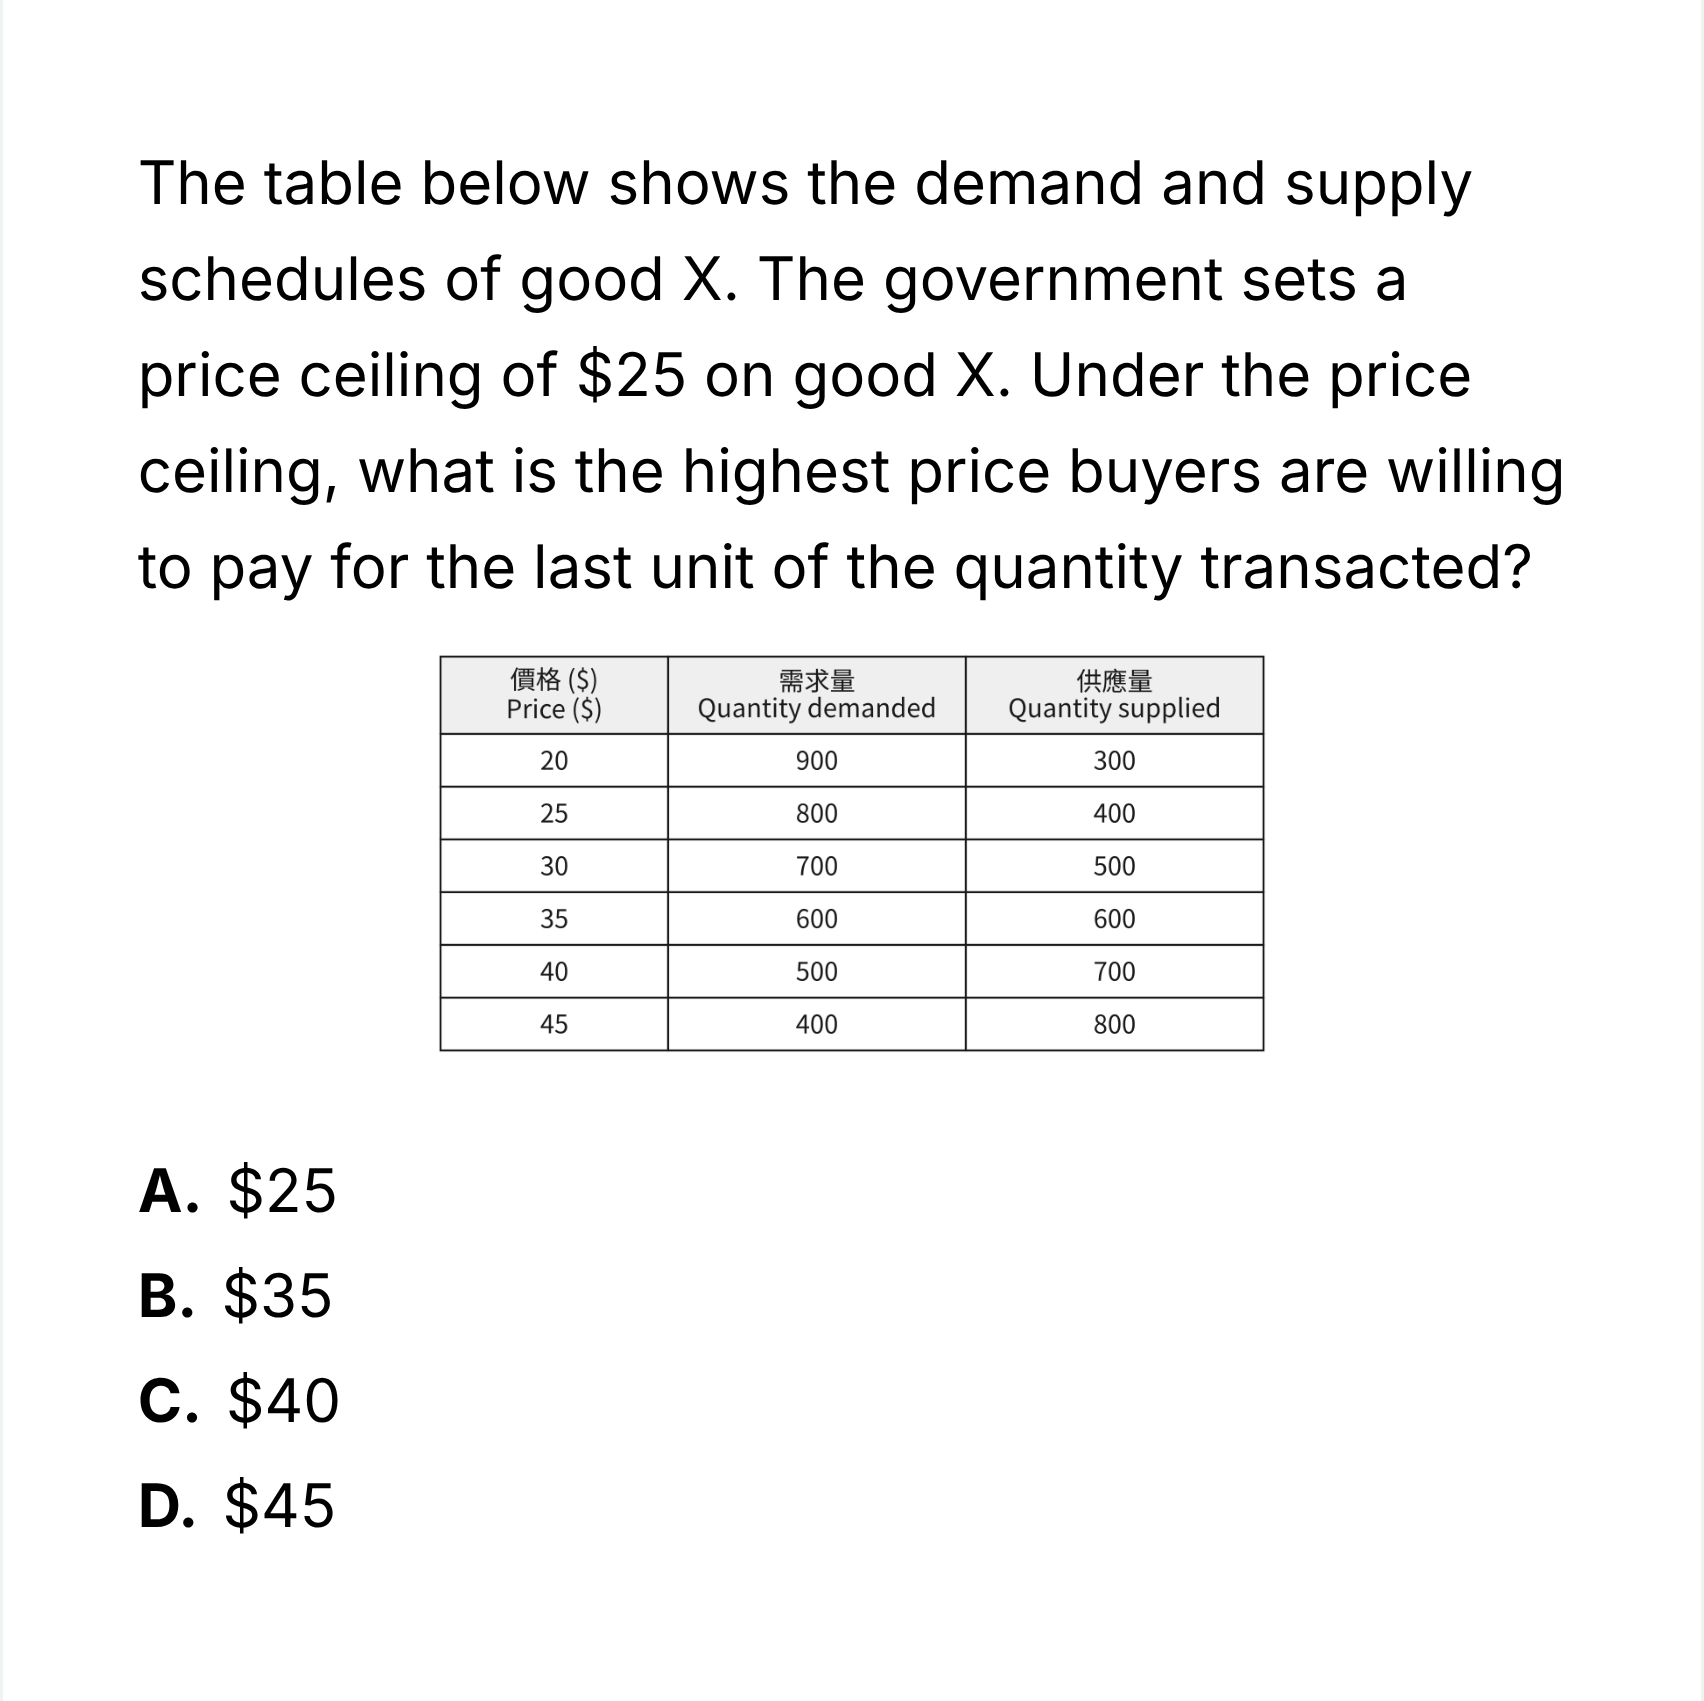 The table below shows the demand and supply
schedules of good X. The government sets a
price ceiling of $25 on good X. Under the price
ceiling, what is the highest price buyers are willing
to pay for the last unit of the quantity transacted?
價格 ($) 需求量 供應量
Price ($) Quantity demanded Quantity supplied
20 900 300
25 800 400
30 700 500
35 600 600
40 500 700
45 400 800
A. $25
B. $35
C. $40
D. $45